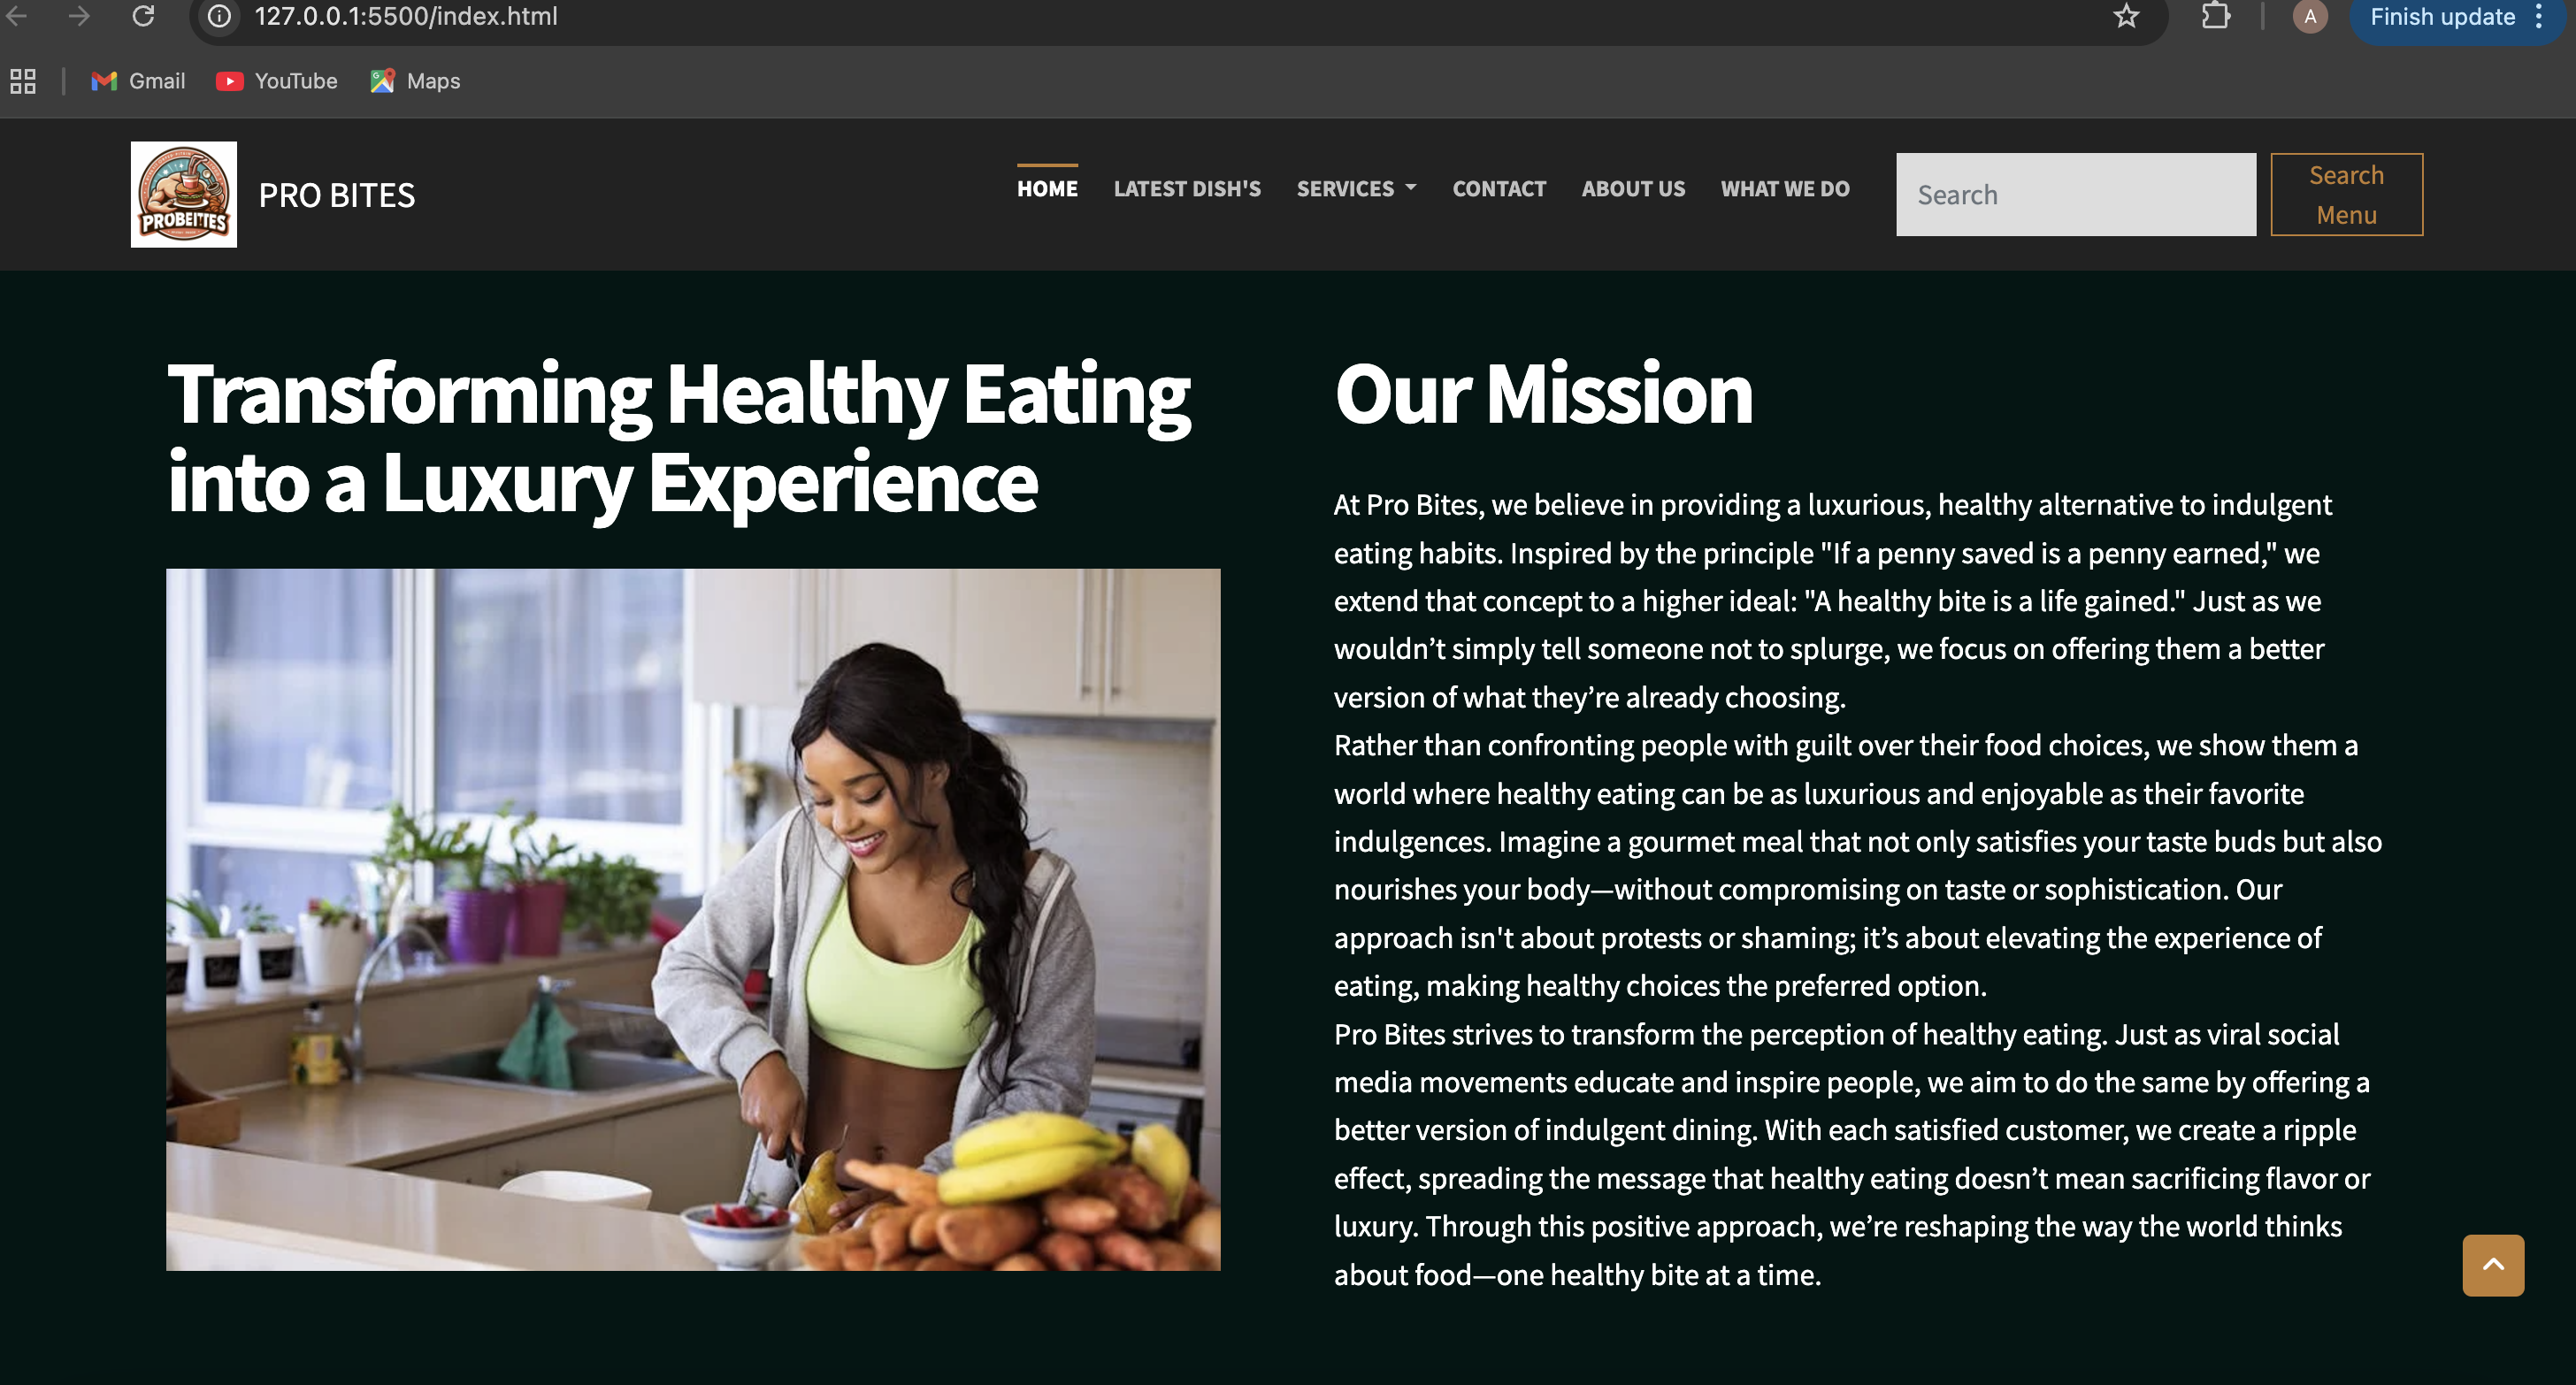 127.0.0.1:5500/index.html
A
Finish update
Gmail
YouTube
Maps
PROBEITES
PRO BITES
HOME
LATEST DISH'S
SERVICES
CONTACT
ABOUT US
WHAT WE DO
Search
Search
Menu
Transforming Healthy Eating
into a Luxury Experience
Our Mission
At Pro Bites, we believe in providing a luxurious, healthy alternative to indulgent
eating habits. Inspired by the principle "If a penny saved is a penny earned," we
extend that concept to a higher ideal: "A healthy bite is a life gained." Just as we
wouldn’t simply tell someone not to splurge, we focus on offering them a better
version of what they’re already choosing.
Rather than confronting people with guilt over their food choices, we show them a
world where healthy eating can be as luxurious and enjoyable as their favorite
indulgences. Imagine a gourmet meal that not only satisfies your taste buds but also
nourishes your body—without compromising on taste or sophistication. Our
approach isn't about protests or shaming; it’s about elevating the experience of
eating, making healthy choices the preferred option.
Pro Bites strives to transform the perception of healthy eating. Just as viral social
media movements educate and inspire people, we aim to do the same by offering a
better version of indulgent dining. With each satisfied customer, we create a ripple
effect, spreading the message that healthy eating doesn’t mean sacrificing flavor or
luxury. Through this positive approach, we’re reshaping the way the world thinks
about food—one healthy bite at a time.